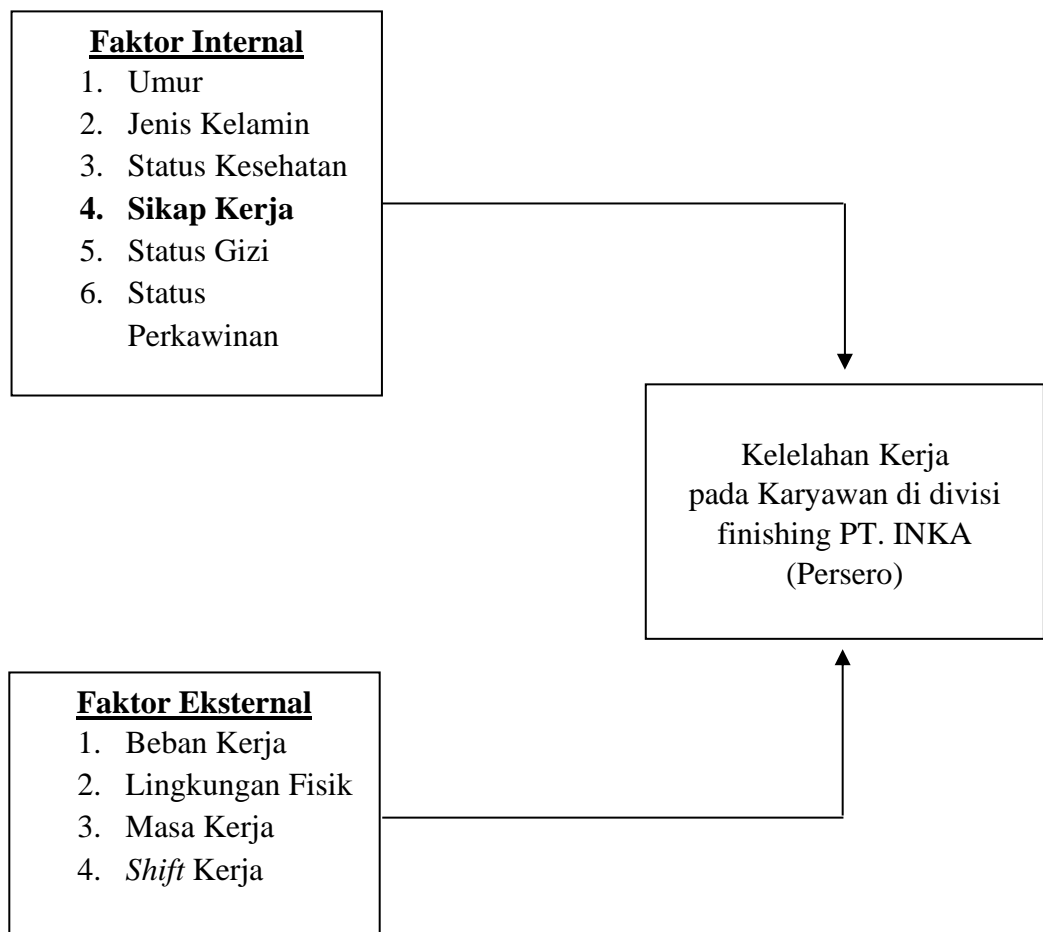 Faktor Internal
1. Umur
2. Jenis Kelamin
3. Status Kesehatan
4. Sikap Kerja
5. Status Gizi
6. Status
Perkawinan
Kelelahan Kerja
pada Karyawan di divisi
finishing PT. INKA
(Persero)
Faktor Eksternal
1. Beban Kerja
2. Lingkungan Fisik
3. Masa Kerja
4. Shift Kerja